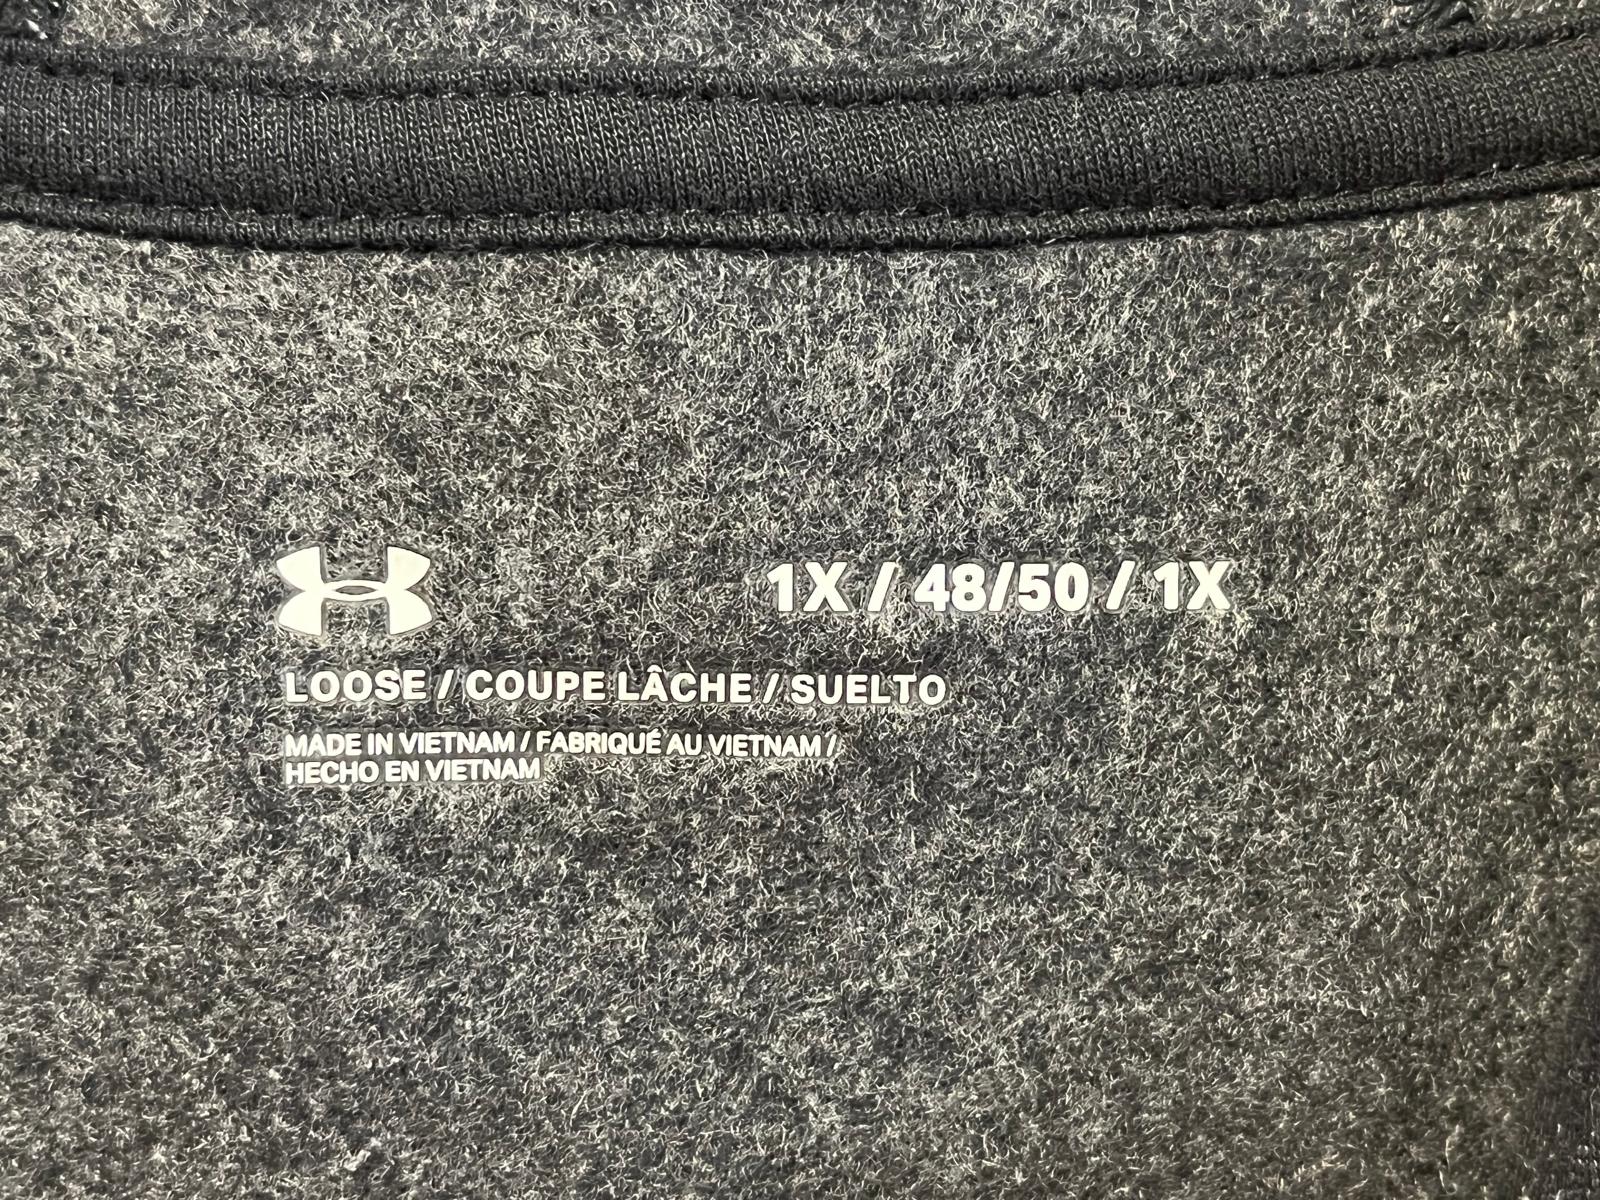 1X / 48/50 / 1X
LOOSE / COUPE LÂCHE / SUELTO
MADE IN VIETNAM / FABRIQUÉ AU VIETNAM /
HECHO EN VIETNAM